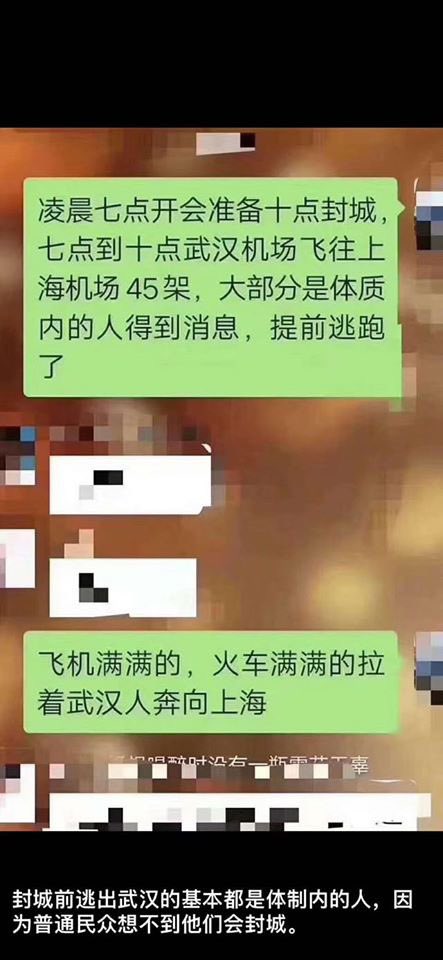 凌晨七点开会准备十点封城，
七点到十点武汉机场飞往上
海机场45架，大部分是体质
内的人得到消息，提前逃跑
了
飞机满满的，火车满满的拉
着武汉人奔向上海
封城前逃出武汉的基本都是体制内的人，因
为普通民众想不到他们会封城。